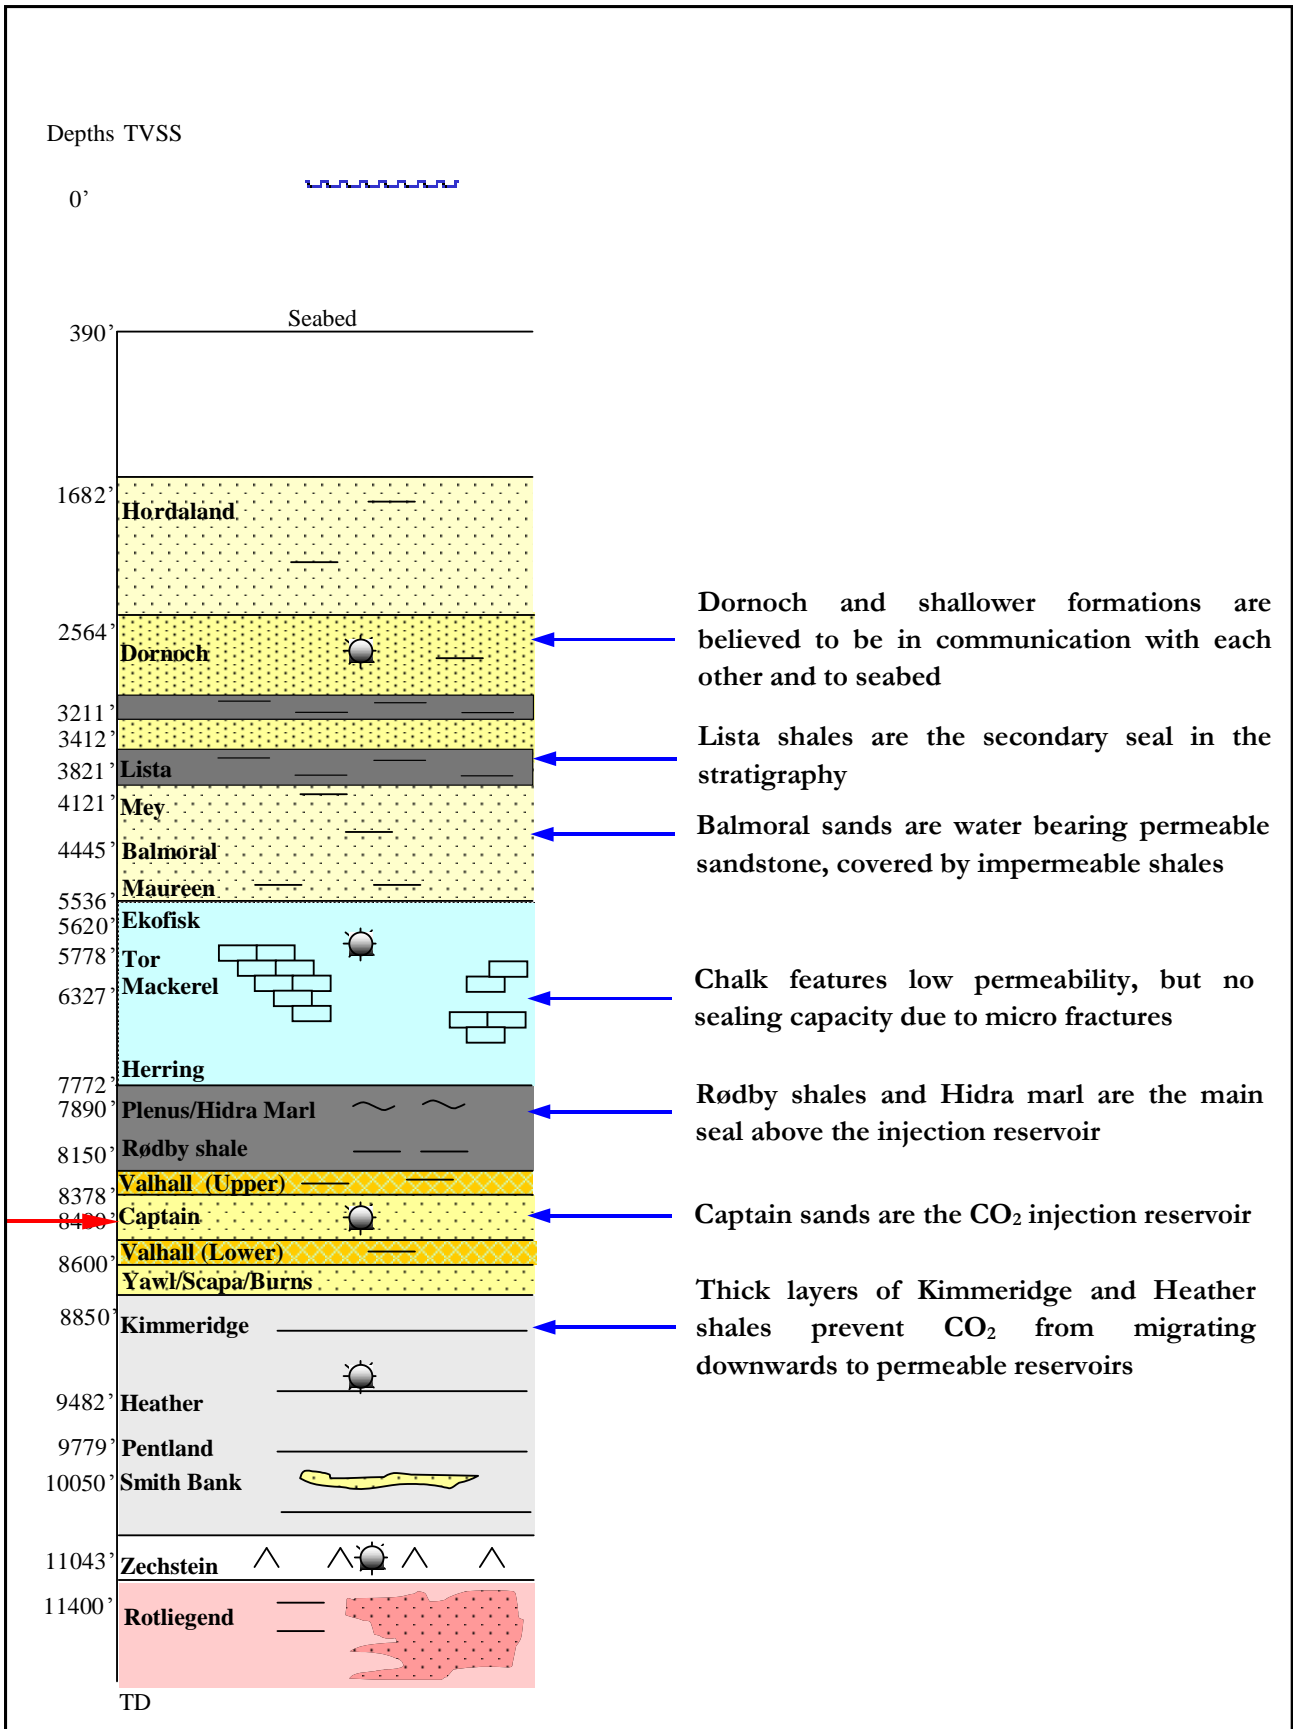 Depths TVSS
0’
Seabed
390’
1682’
Hordaland
2564’
Dornoch
Dornoch and shallower formations are
believed to be in communication with each
other and to seabed
3211’
3412’
Lista shales are the secondary seal in the
stratigraphy
3821’
Lista
4121’
Mey
Balmoral sands are water bearing permeable
sandstone, covered by impermeable shales
4445’
Balmoral
Maureen
5536’
Ekofisk
5620’
5778’
Tor
Mackerel
6327’
Chalk features low permeability, but no
sealing capacity due to micro fractures
Herring
7772’
7890’
Plenus/Hidra Marl
Rødby shales and Hidra marl are the main
seal above the injection reservoir
8150’
Rødby shale
Valhall (Upper)
8378’
Captain
Captain sands are the CO₂ injection reservoir
Valhall (Lower)
8600’
Yawl/Scapa/Burns
8850’
Kimmeridge
Thick layers of Kimmeridge and Heather
shales prevent CO₂ from migrating
downwards to permeable reservoirs
9482’
Heather
9779’
Pentland
10050’
Smith Bank
11043’
Zechstein
11400’
Rotliegend
TD